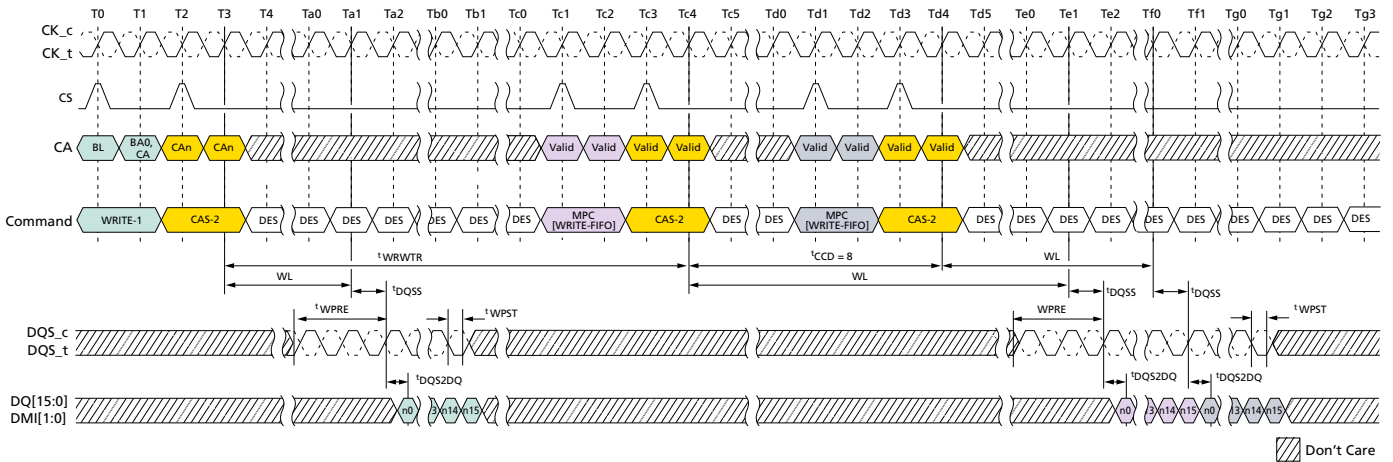 T0 T1 T2 T3 T4 Ta0 Ta1 Ta2 Tb0 Tb1 Tc0 Tc1 Tc2 Tc3 Tc4 Tc5 Td0 Td1 Td2 Td3 Td4 Td5 Te0 Te1 Te2 Tf0 Tf1 Tg0 Tg1 Tg2 Tg3
CK_c
CK_t
CS
CA BL BA0, CA CAn CAn Valid Valid Valid Valid Valid Valid Valid Valid
Command WRITE-1 CAS-2 DES DES DES DES DES DES DES MPC [WRITE-FIFO] CAS-2 DES DES MPC [WRITE-FIFO] CAS-2 DES DES DES DES DES DES DES DES DES DES
tWRWTR tCCD = 8 WL
WL WL
tDQSS tDQSS tDQSS
tWPRE tWPST WPRE tWPST
DQS_c
DQS_t
tDQS2DQ tDQS2DQ tDQS2DQ
DQ[15:0]
DMI[1:0]
n0 3 n14 n15 n0 13 n14 n15 n0 13 n14 n15
Don't Care